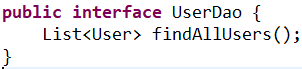 public interface UserDao {
    List<User> findAllUsers();
}